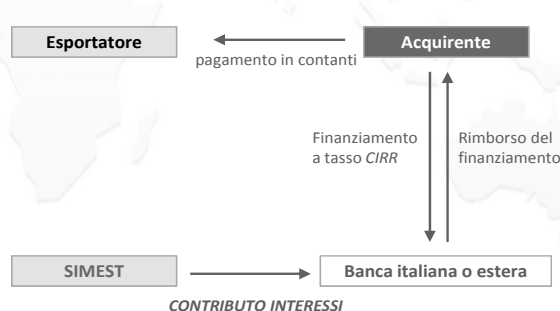 Esportatore
Acquirente
pagamento in contanti
Finanziamento
a tasso CIRR
Rimborso del
finanziamento
SIMEST
Banca italiana o estera
CONTRIBUTO INTERESSI